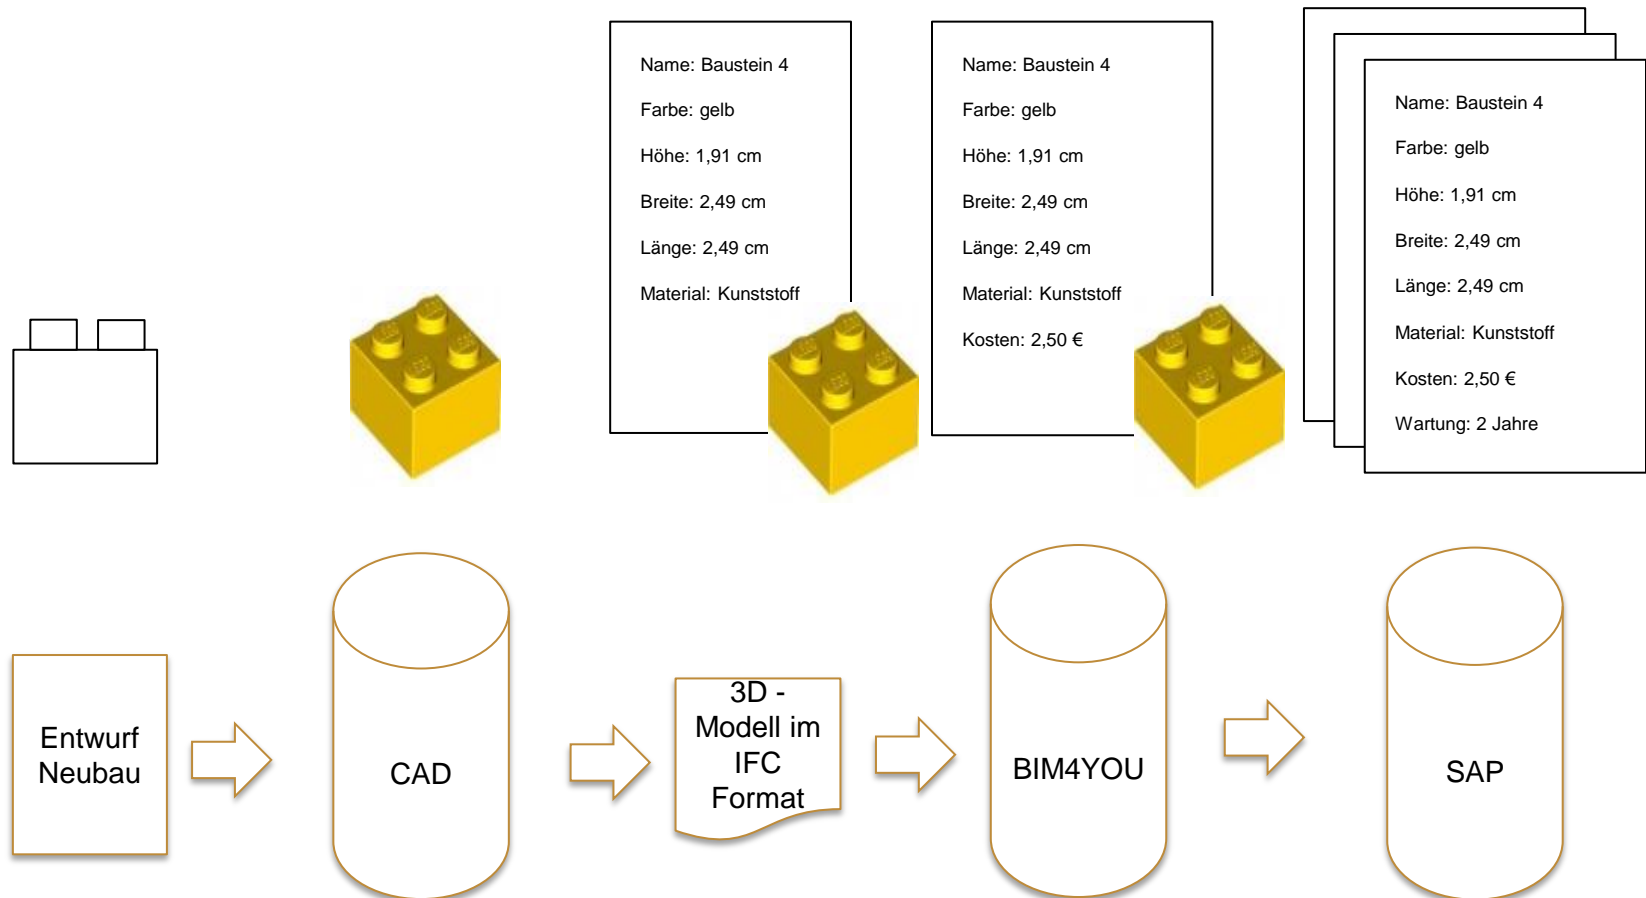 Name: Baustein 4
Farbe: gelb
Höhe: 1,91 cm
Breite: 2,49 cm
Länge: 2,49 cm
Material: Kunststoff
Name: Baustein 4
Farbe: gelb
Höhe: 1,91 cm
Breite: 2,49 cm
Länge: 2,49 cm
Material: Kunststoff
Kosten: 2,50 €
Name: Baustein 4
Farbe: gelb
Höhe: 1,91 cm
Breite: 2,49 cm
Länge: 2,49 cm
Material: Kunststoff
Kosten: 2,50 €
Wartung: 2 Jahre
Entwurf
Neubau
CAD
3D -
Modell im
IFC
Format
BIM4YOU
SAP